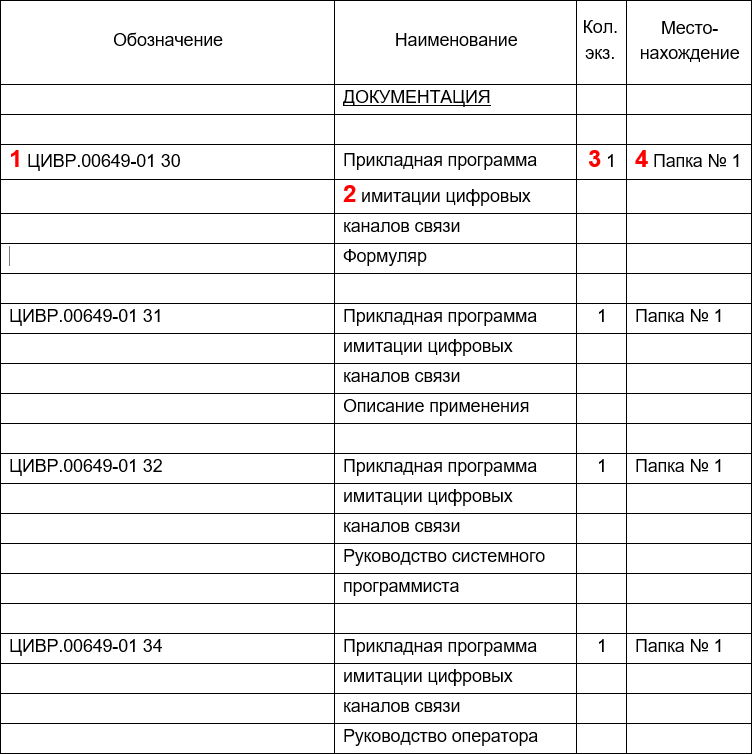 Обозначение Наименование Кол. экз. Место-нахождение
ДОКУМЕНТАЦИЯ
1 ЦИВР.00649-01 30 Прикладная программа 3 1 4 Папка № 1
2 имитации цифровых
каналов связи
Формуляр
ЦИВР.00649-01 31 Прикладная программа 1 Папка № 1
имитации цифровых
каналов связи
Описание применения
ЦИВР.00649-01 32 Прикладная программа 1 Папка № 1
имитации цифровых
каналов связи
Руководство системного
программиста
ЦИВР.00649-01 34 Прикладная программа 1 Папка № 1
имитации цифровых
каналов связи
Руководство оператора